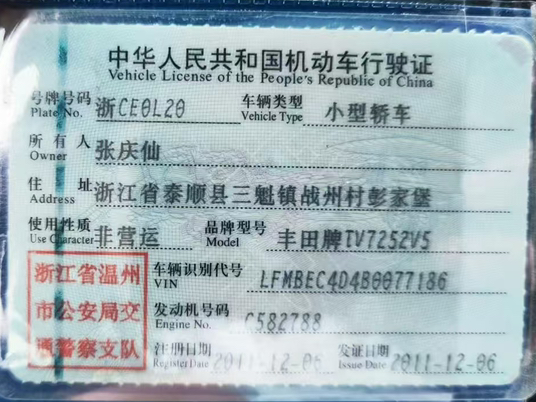 中华人民共和国机动车行驶证
Vehicle License of the People's Republic of China
号牌号码 浙CE0L20 车辆类型 小型轿车
Plate No. Vehicle Type
所有人 张庆仙
Owner
住址 浙江省泰顺县三魁镇战州村彭家堡
Address
使用性质 非营运 品牌型号 丰田牌TV7252V5
Use Character Model
浙江省温州
市公安局交
通警察支队
车辆识别代号 LFMBEC4D4B0077186
VIN
发动机号码 C582788
Engine No.
注册日期 2011-12-06 发证日期 2011-12-06
Register Date Issue Date